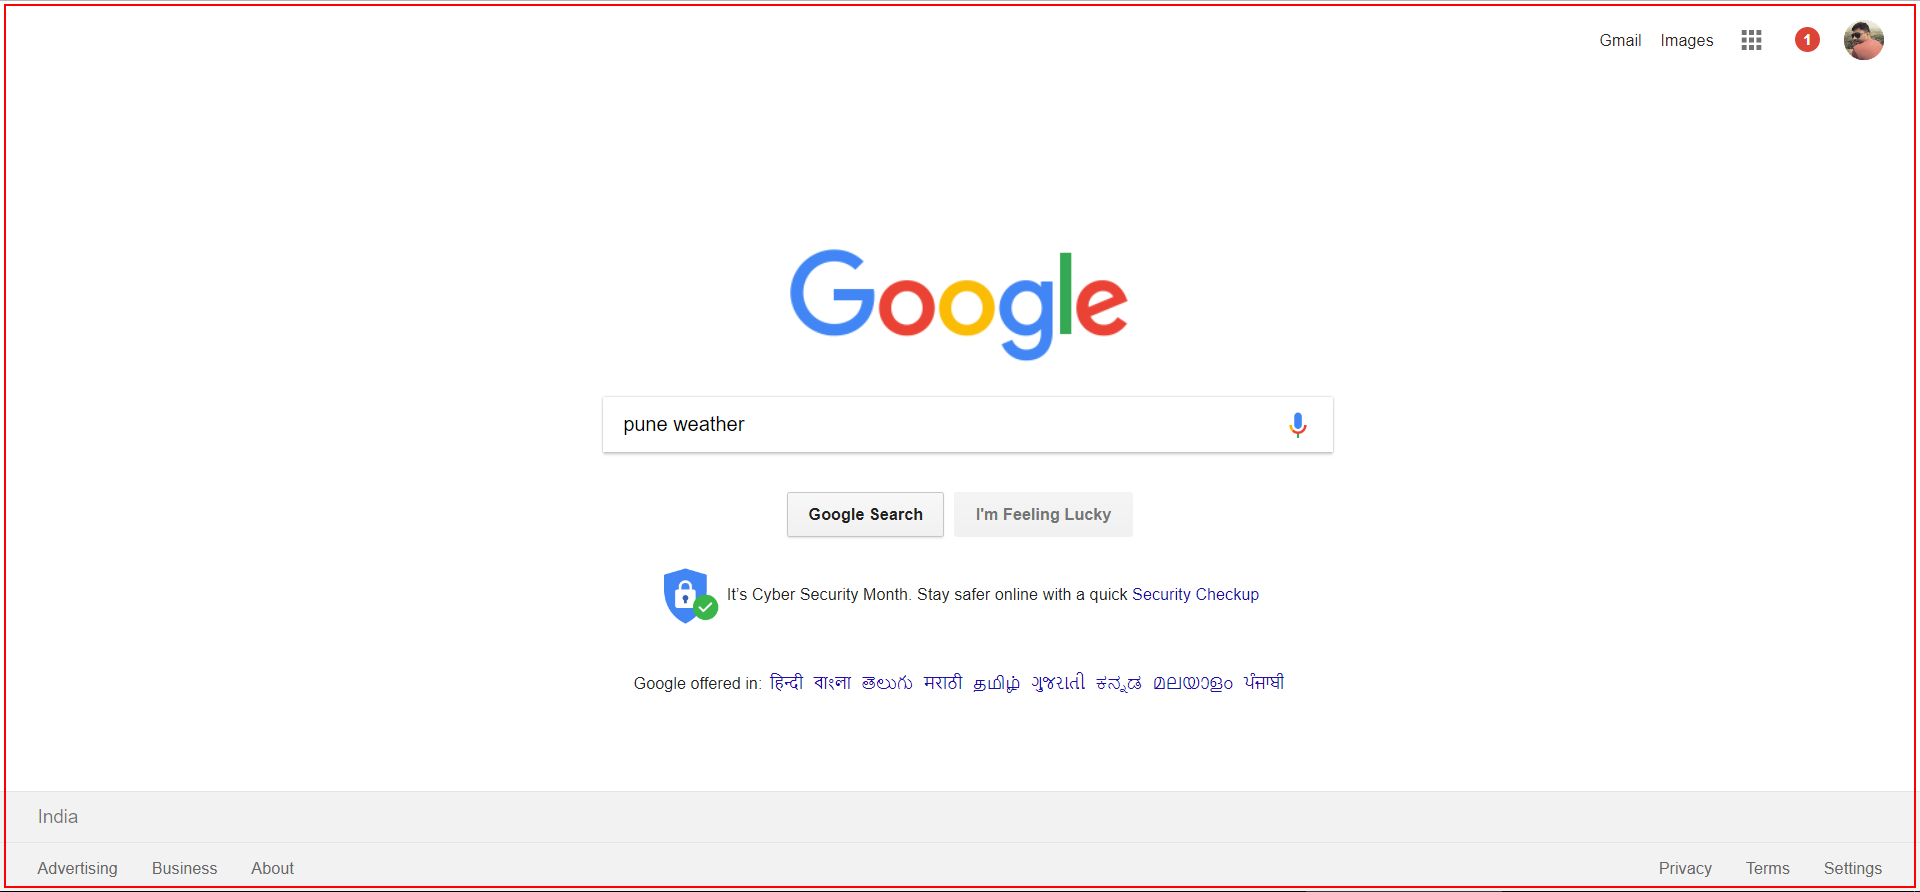 Gmail Images 1
Google
pune weather
Google Search I'm Feeling Lucky
It's Cyber Security Month. Stay safer online with a quick Security Checkup
Google offered in: हिन्दी বাংলা తెలుగు मराठी தமிழ் ગુજરાતી ಕನ್ನಡ മലയാളം ਪੰਜਾਬੀ
India
Advertising Business About Privacy Terms Settings